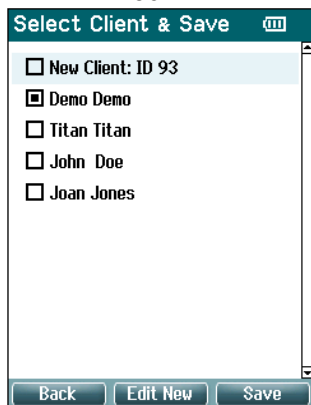 Select Client & Save
New Client: ID 93
Demo Demo
Titan Titan
John Doe
Joan Jones
Back Edit New Save